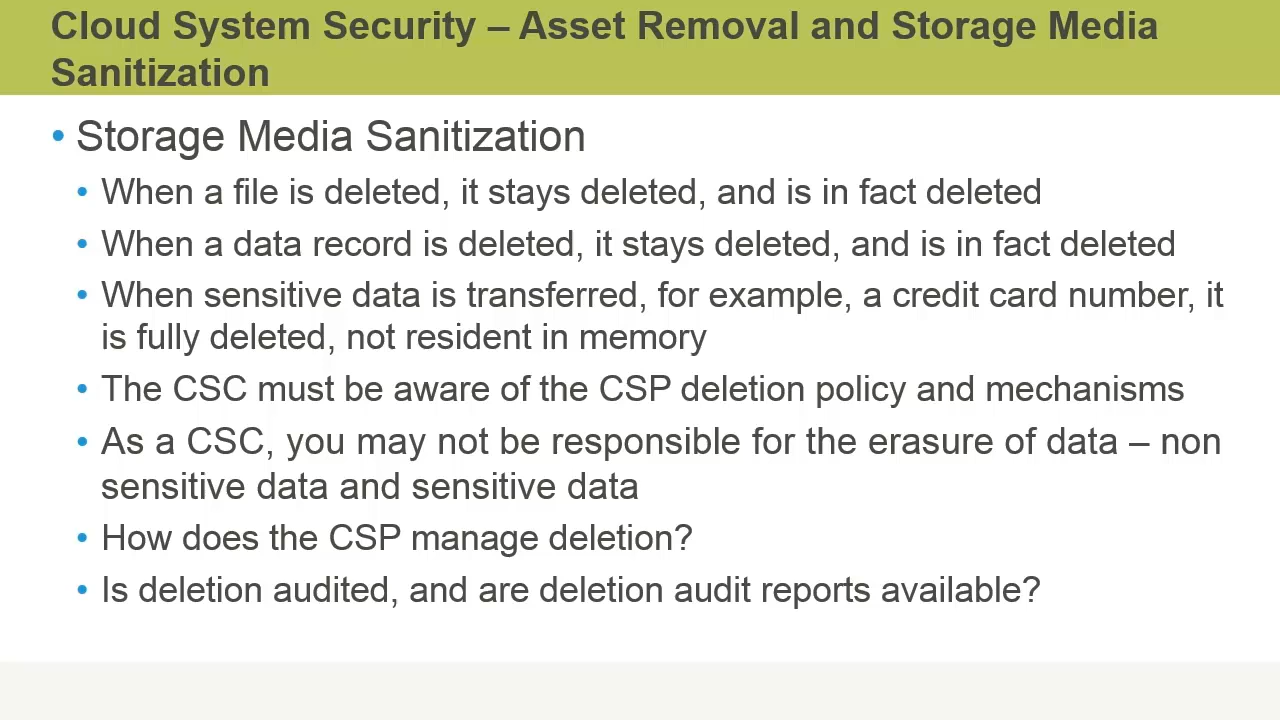 Cloud System Security – Asset Removal and Storage Media
Sanitization
• Storage Media Sanitization
• When a file is deleted, it stays deleted, and is in fact deleted
• When a data record is deleted, it stays deleted, and is in fact deleted
• When sensitive data is transferred, for example, a credit card number, it
is fully deleted, not resident in memory
• The CSC must be aware of the CSP deletion policy and mechanisms
• As a CSC, you may not be responsible for the erasure of data – non
sensitive data and sensitive data
• How does the CSP manage deletion?
• Is deletion audited, and are deletion audit reports available?